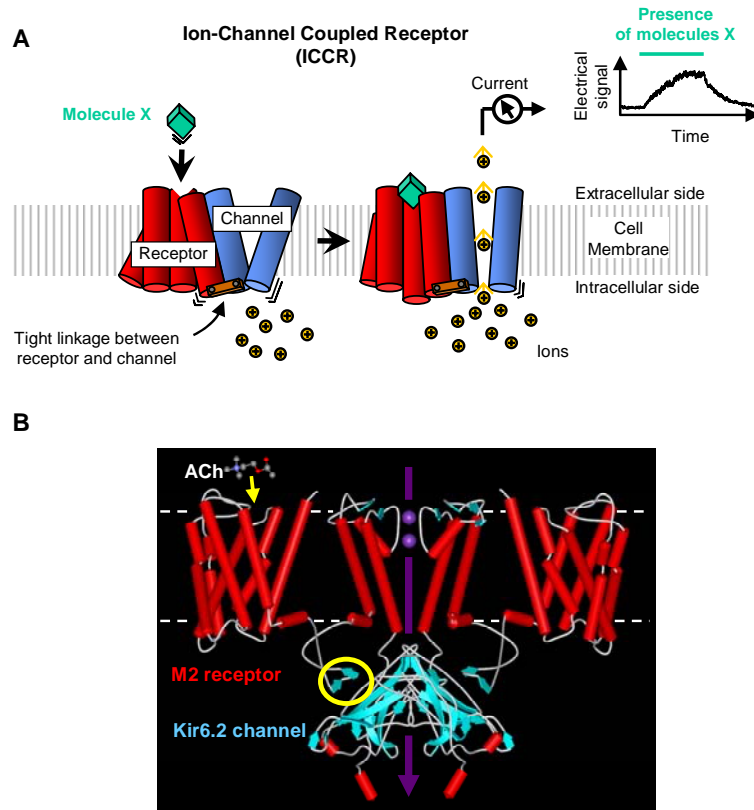 A
Ion-Channel Coupled Receptor
(ICCR)
Presence
of molecules X
Electrical
signal
Time
Current
Molecule X
Channel
Receptor
Extracellular side
Cell
Membrane
Intracellular side
Tight linkage between
receptor and channel
Ions
B
ACh
M2 receptor
Kir6.2 channel